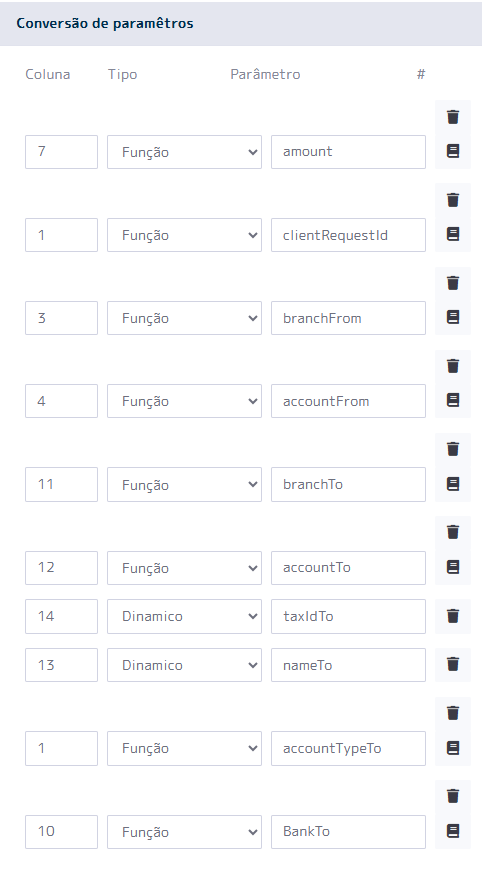 Conversão de paramêtros
Coluna Tipo Parâmetro #
7 Função amount
1 Função clientRequestId
3 Função branchFrom
4 Função accountFrom
11 Função branchTo
12 Função accountTo
14 Dinamico taxIdTo
13 Dinamico nameTo
1 Função accountTypeTo
10 Função BankTo